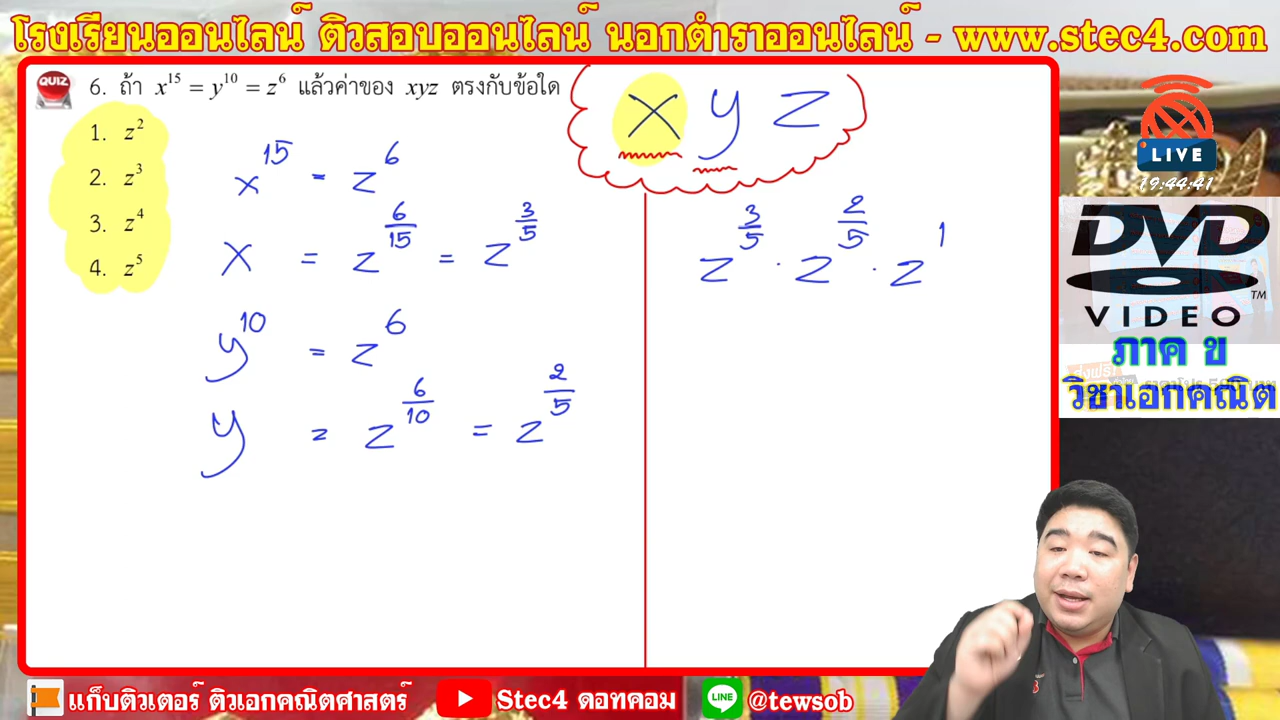 โรงเรียนออนไลน์ ติวสอบออนไลน์ นอกตำราออนไลน์ - www.stec4.com
QUIZ 6. ถ้า x¹⁵ = y¹⁰ = z⁶ แล้วค่าของ xyz ตรงกับข้อใด
1. z²
2. z³
3. z⁴
4. z⁵
x¹⁵ = z⁶
x = z^(6/15) = z^(3/5)
y¹⁰ = z⁶
y = z^(6/10) = z^(2/5)
x y z
z^(3/5) · z^(2/5) · z¹
LIVE
19:44:41
DVD
TM
VIDEO
ภาค ข
ส่งฟรี!
วิชาเอกคณิต
แก็บติวเตอร์ ติวเอกคณิตศาสตร์
Stec4 ดอทคอม
LINE @tewsob